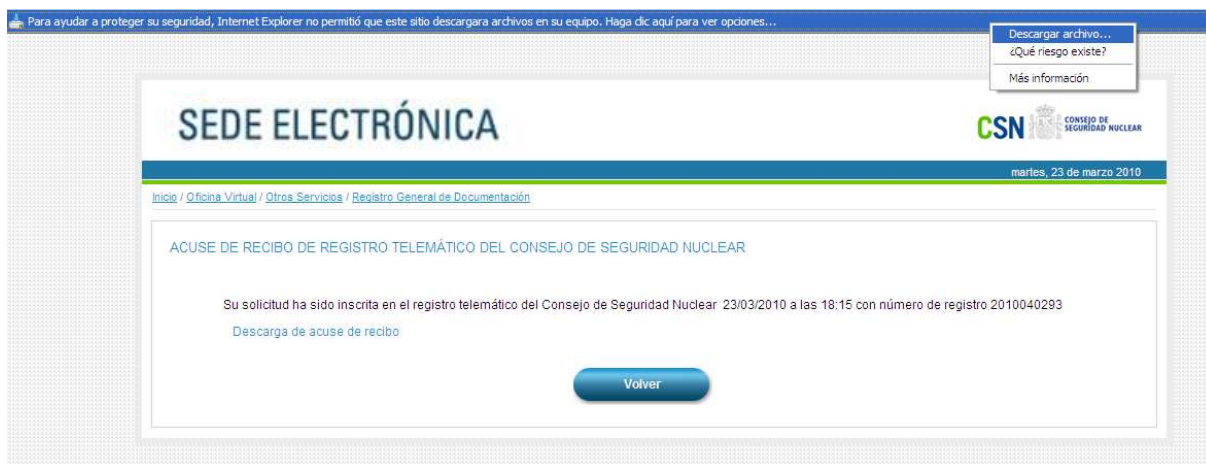 Para ayudar a proteger su seguridad, Internet Explorer no permitió que este sitio descargara archivos en su equipo. Haga clic aquí para ver opciones...
Descargar archivo...
¿Qué riesgo existe?
Más información
SEDE ELECTRÓNICA
CSN
CONSEJO DE
SEGURIDAD NUCLEAR
martes, 23 de marzo 2010
Inicio / Oficina Virtual / Otros Servicios / Registro General de Documentación
ACUSE DE RECIBO DE REGISTRO TELEMÁTICO DEL CONSEJO DE SEGURIDAD NUCLEAR
Su solicitud ha sido inscrita en el registro telemático del Consejo de Seguridad Nuclear 23/03/2010 a las 18:15 con número de registro 2010040293
Descarga de acuse de recibo
Volver